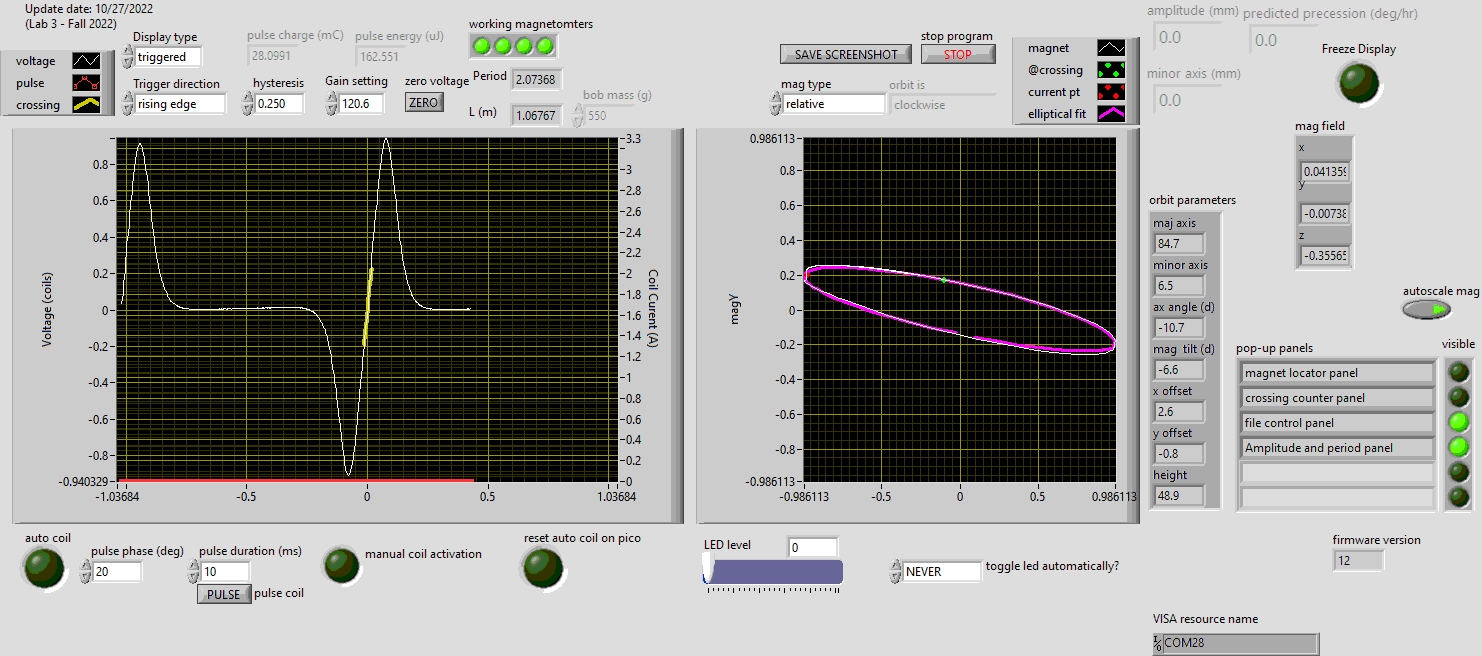 Update date: 10/27/2022
(Lab 3 - Fall 2022)
voltage
pulse
crossing
Display type
triggered
Trigger direction
rising edge
pulse charge (mC)
28.0991
pulse energy (uJ)
162.551
hysteresis
0.250
Gain setting
120.6
zero voltage
ZERO
working magnetomters
Period
2.07368
L (m)
1.06767
bob mass (g)
550
SAVE SCREENSHOT
stop program
STOP
mag type
relative
orbit is
clockwise
magnet
@crossing
current pt
elliptical fit
amplitude (mm)
0.0
predicted precession (deg/hr)
0.0
minor axis (mm)
0.0
Freeze Display
mag field
x
0.041359
y
-0.00738
z
-0.35565
Voltage (coils)
0.8
0.6
0.4
0.2
0
-0.2
-0.4
-0.6
-0.8
-0.940329
-1.03684
-0.5
0
0.5
1.03684
3.3
3
2.8
2.6
2.4
2.2
2
1.8
1.6
1.4
1.2
1
0.8
0.6
0.4
0.2
0
Coil Current (A)
magy
0.986113
0.8
0.6
0.4
0.2
0
-0.2
-0.4
-0.6
-0.8
-0.986113
-0.986113
-0.5
0
0.5
0.986113
orbit parameters
maj axis
84.7
minor axis
6.5
ax angle (d)
-10.7
mag tilt (d)
-6.6
x offset
2.6
y offset
-0.8
height
48.9
autoscale mag
pop-up panels
visible
magnet locator panel
crossing counter panel
file control panel
Amplitude and period panel
auto coil
pulse phase (deg)
20
pulse duration (ms)
10
PULSE
pulse coil
manual coil activation
reset auto coil on pico
LED level
0
NEVER
toggle led automatically?
firmware version
12
VISA resource name
COM28